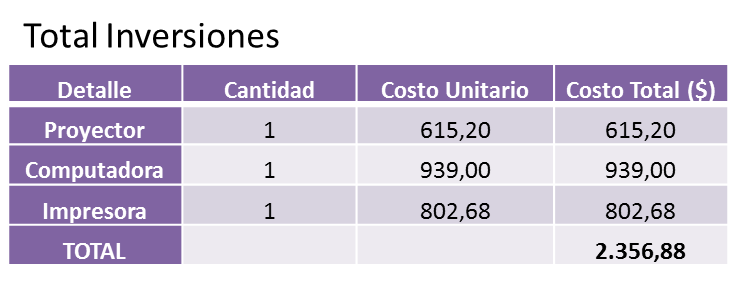 Total Inversiones
Detalle Cantidad Costo Unitario Costo Total ($)
Proyector 1 615,20 615,20
Computadora 1 939,00 939,00
Impresora 1 802,68 802,68
TOTAL 2.356,88